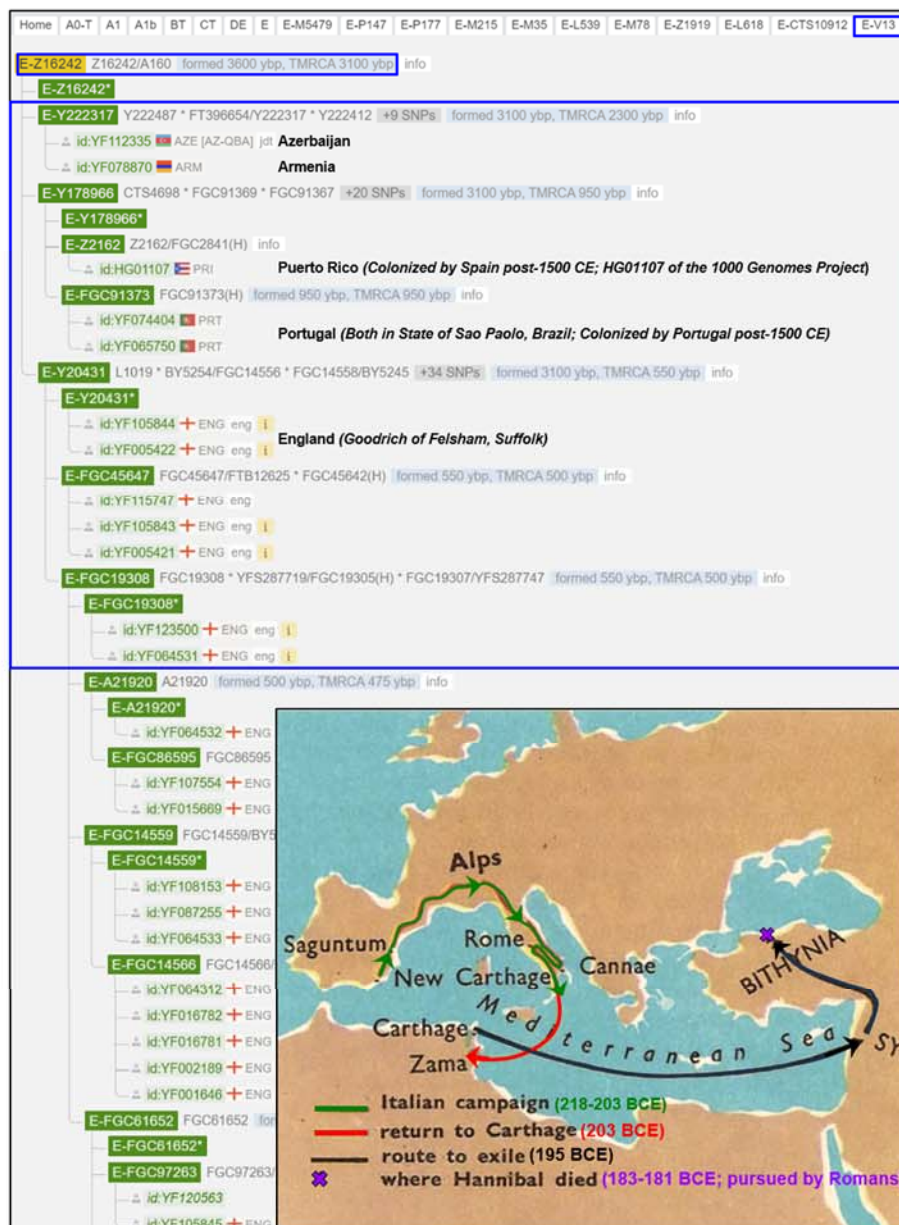 Home A0-T A1 A1b BT CT DE E E-M5479 E-P147 E-P177 E-M215 E-M35 E-L539 E-M78 E-Z1919 E-L618 E-CTS10912 E-V13
E-Z16242 Z16242/A160 formed 3600 ybp, TMRCA 3100 ybp info
E-Z16242*
E-Y222317 Y222487 * FT396654/Y222317 * Y222412 +9 SNPs formed 3100 ybp, TMRCA 2300 ybp info
id:YF112335 AZE [AZ-QBA] jdt Azerbaijan
id:YF078870 ARM Armenia
E-Y178966 CTS4698 * FGC91369 * FGC91367 +20 SNPs formed 3100 ybp, TMRCA 950 ybp info
E-Y178966*
E-Z2162 Z2162/FGC2841(H) info
id:HG01107 PRI Puerto Rico (Colonized by Spain post-1500 CE; HG01107 of the 1000 Genomes Project)
E-FGC91373 FGC91373(H) formed 950 ybp, TMRCA 950 ybp info
id:YF074404 PRT
Portugal (Both in State of Sao Paolo, Brazil; Colonized by Portugal post-1500 CE)
id:YF065750 PRT
E-Y20431 L1019 * BY5254/FGC14556 * FGC14558/BY5245 +34 SNPs formed 3100 ybp, TMRCA 550 ybp info
E-Y20431*
id:YF105844 ENG eng i
England (Goodrich of Felsham, Suffolk)
id:YF005422 ENG eng i
E-FGC45647 FGC45647/FTB12625 * FGC45642(H) formed 550 ybp, TMRCA 500 ybp info
id:YF115747 ENG eng
id:YF105843 ENG eng i
id:YF005421 ENG eng i
E-FGC19308 FGC19308 * YFS287719/FGC19305(H) * FGC19307/YFS287747 formed 550 ybp, TMRCA 500 ybp info
E-FGC19308*
id:YF123500 ENG eng i
id:YF064531 ENG eng i
E-A21920 A21920 formed 500 ybp, TMRCA 475 ybp info
E-A21920*
id:YF064532 ENG
E-FGC86595 FGC86595
id:YF107554 ENG
id:YF015669 ENG
E-FGC14559 FGC14559/BY5
E-FGC14559*
id:YF108153 ENG
id:YF087255 ENG
id:YF064533 ENG
E-FGC14566 FGC14566/
id:YF064312 ENG
id:YF016782 ENG
id:YF016781 ENG
id:YF002189 ENG
id:YF001646 ENG
E-FGC61652 FGC61652 for
E-FGC61652*
E-FGC97263 FGC97263/
id:YF120563
id:YF105845 ENG
Alps
Saguntum
Rome
New Carthage
Cannae
BITHYNIA
Carthage
Mediterranean Sea
SY
Zama
Italian campaign (218-203 BCE)
return to Carthage (203 BCE)
route to exile (195 BCE)
where Hannibal died (183-181 BCE; pursued by Romans